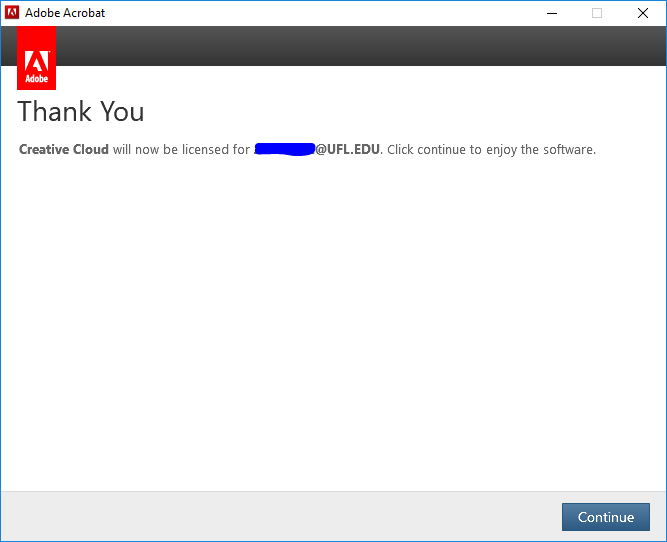 Adobe Acrobat
Adobe
Thank You
Creative Cloud will now be licensed for @UFL.EDU. Click continue to enjoy the software.
Continue